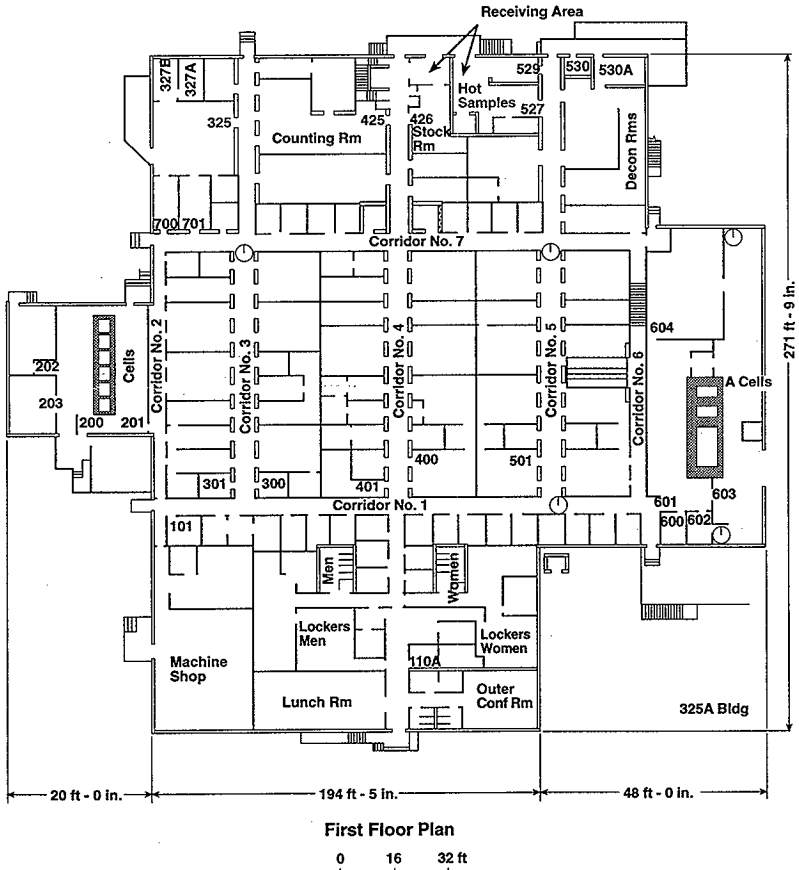 Receiving Area
327B
327A
529
530
530A
Hot
Samples
325
Counting Rm
425
426
Stock
Rm
527
Decon Rms
700
701
Corridor No. 7
Corridor No. 2
Corridor No. 3
Corridor No. 4
Corridor No. 5
Corridor No. 6
604
202
203
Cells
200
201
A Cells
301
300
401
400
501
Corridor No. 1
601
603
600
602
101
Men
Women
Lockers
Men
Lockers
Women
110A
Machine
Shop
Lunch Rm
Outer
Conf Rm
325A Bldg
271 ft - 9 in.
20 ft - 0 in.
194 ft - 5 in.
48 ft - 0 in.
First Floor Plan
0 16 32 ft